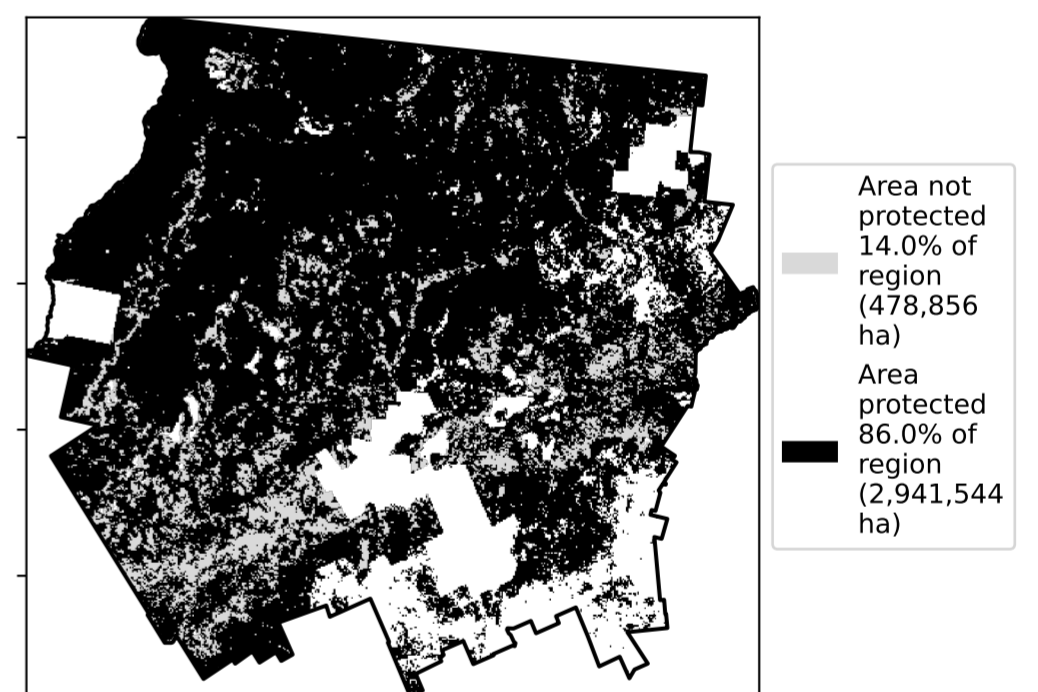 Area not
protected
14.0% of
region
(478,856
ha)
Area
protected
86.0% of
region
(2,941,544
ha)